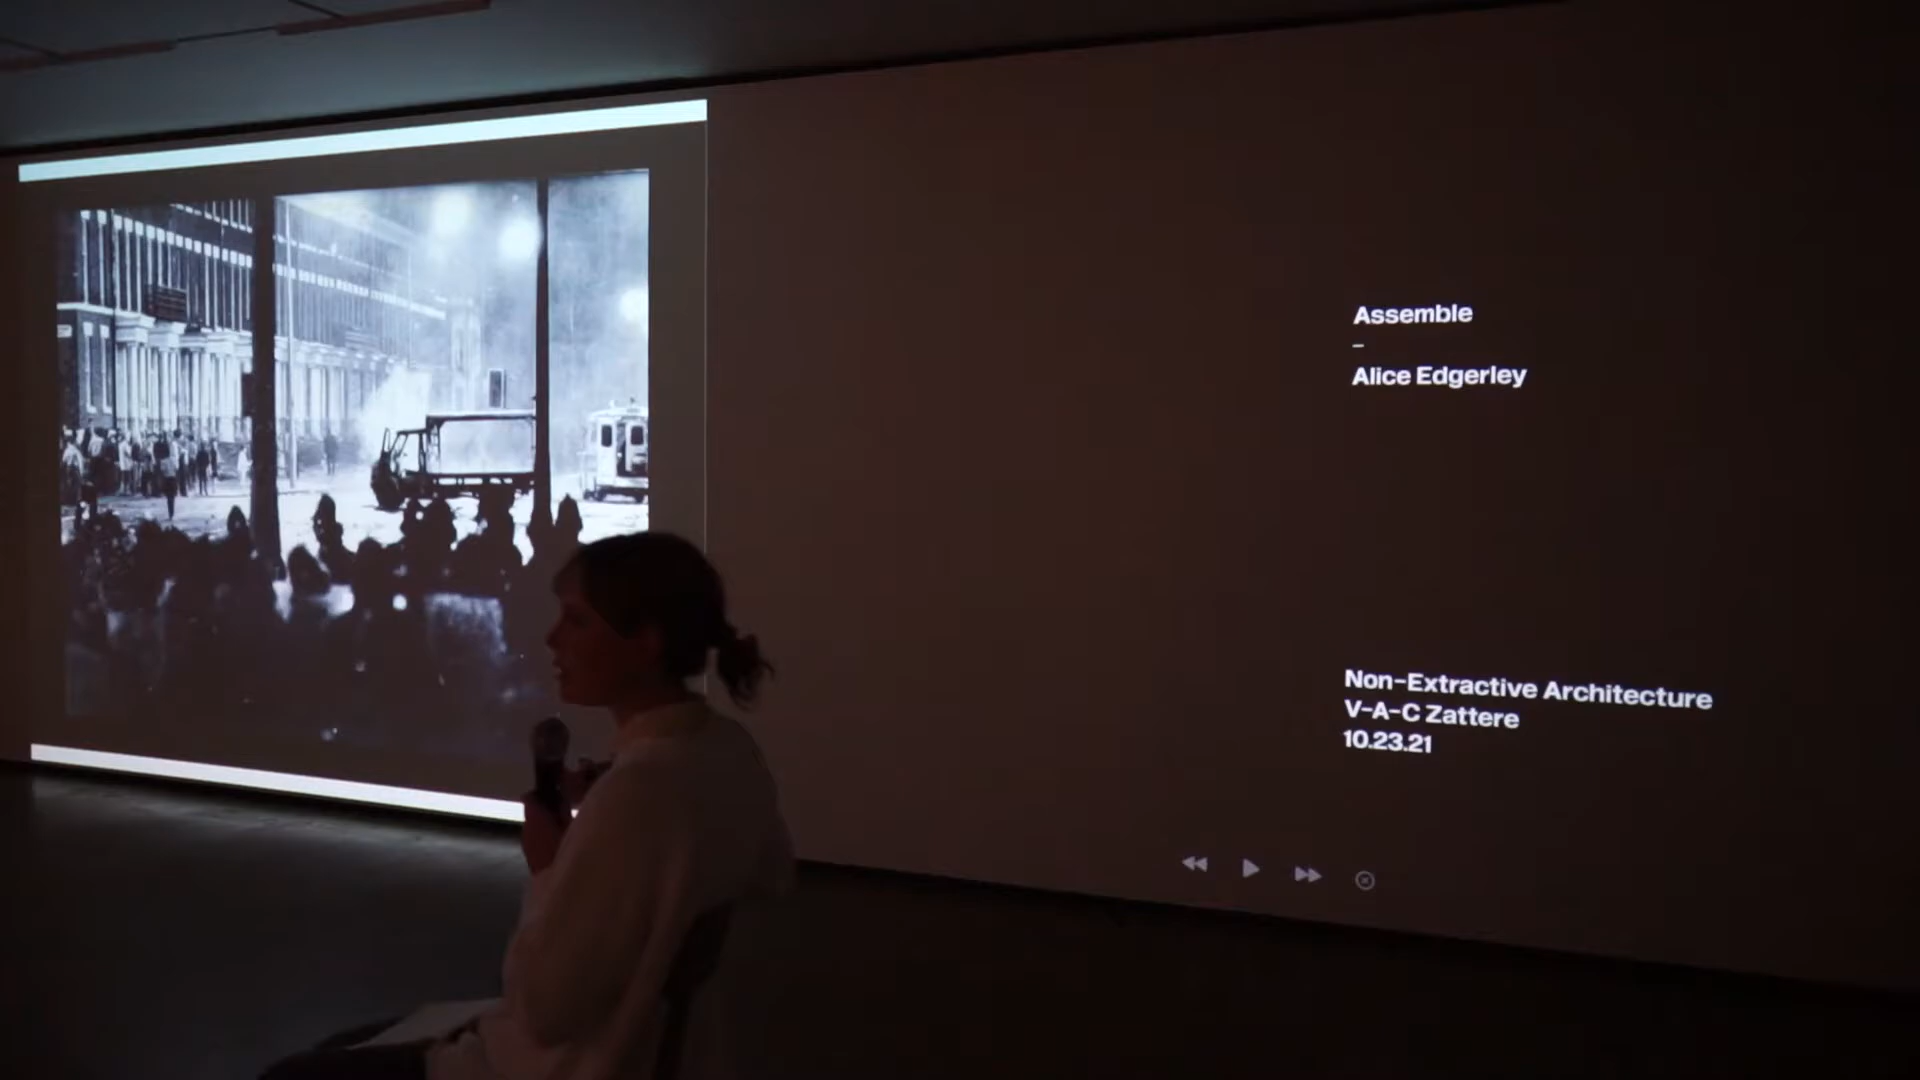 Assemble
–
Alice Edgerley
Non-Extractive Architecture
V-A-C Zattere
10.23.21